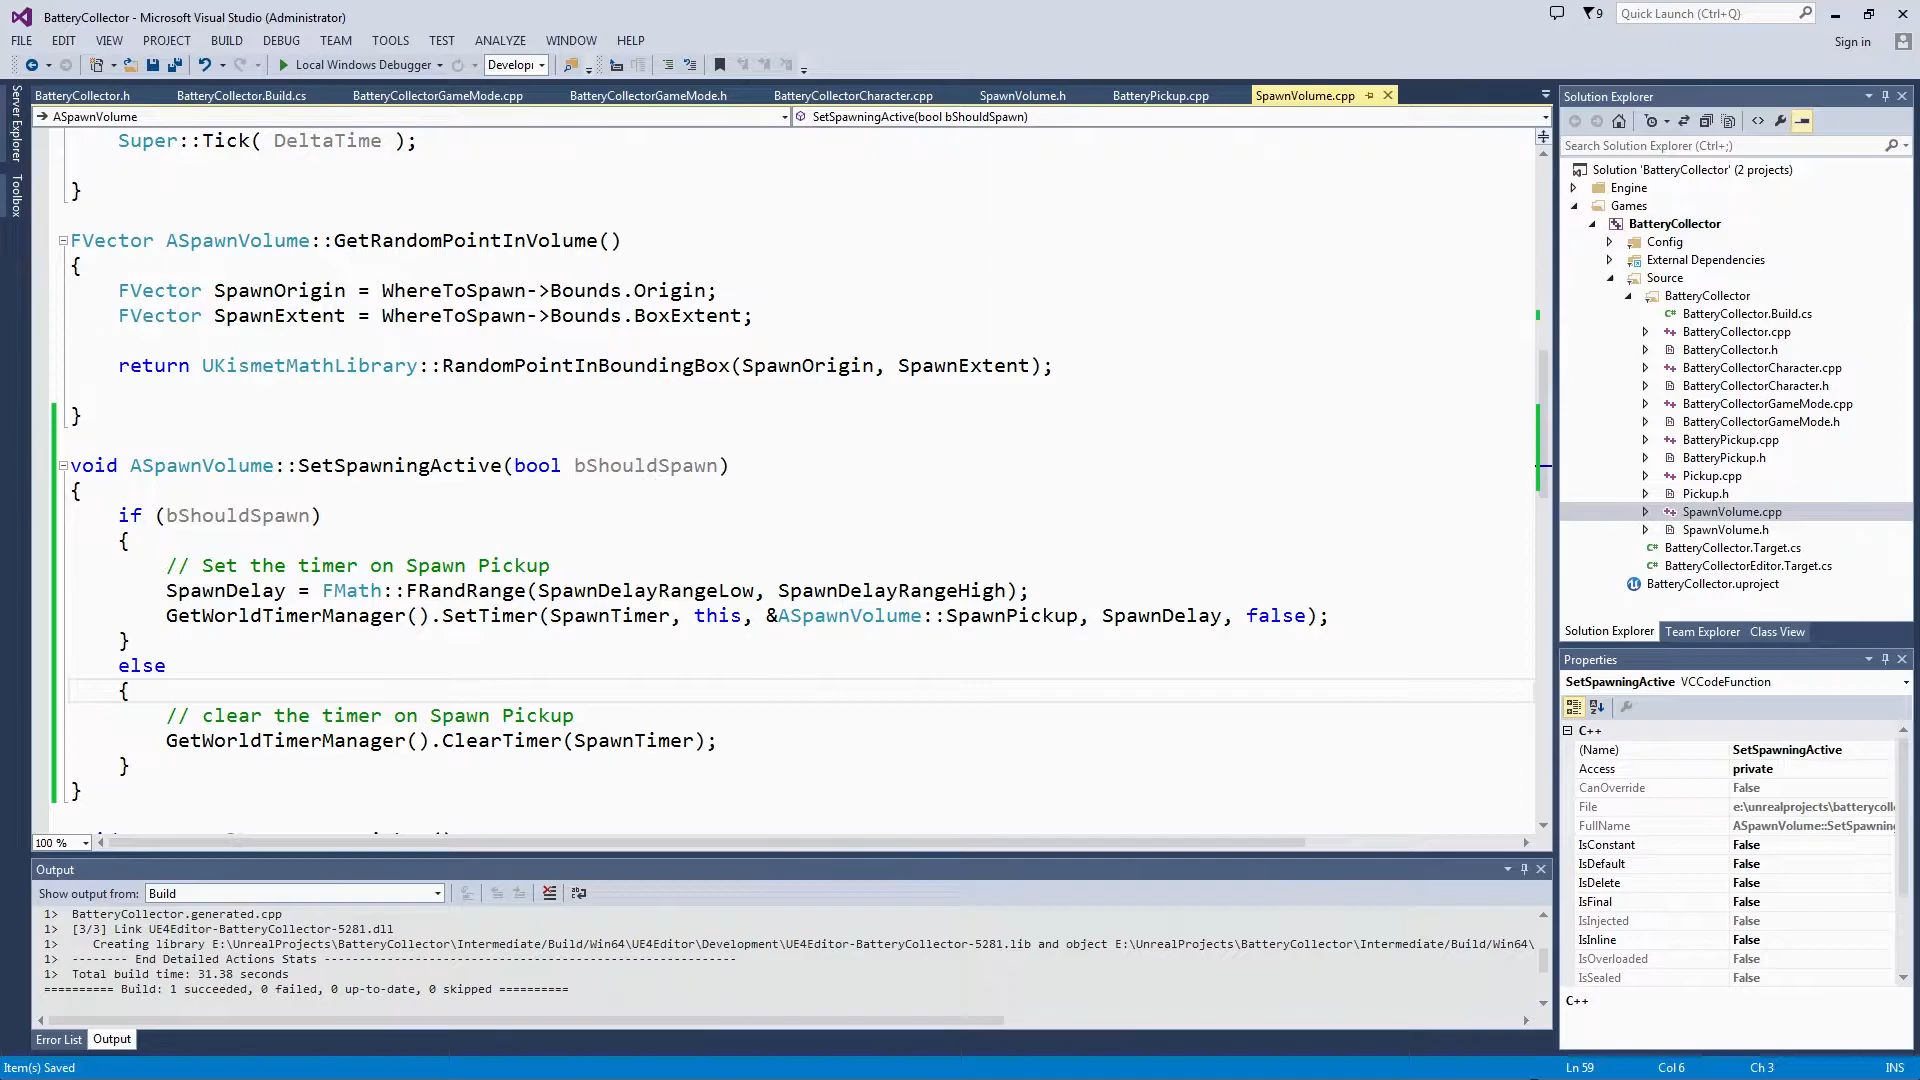 BatteryCollector - Microsoft Visual Studio (Administrator)
9
Quick Launch (Ctrl+Q)
FILE EDIT VIEW PROJECT BUILD DEBUG TEAM TOOLS TEST ANALYZE WINDOW HELP
Sign in
Local Windows Debugger
Develop
Server Explorer
Toolbox
BatteryCollector.h BatteryCollector.Build.cs BatteryCollectorGameMode.cpp BatteryCollectorGameMode.h BatteryCollectorCharacter.cpp SpawnVolume.h BatteryPickup.cpp SpawnVolume.cpp
ASpawnVolume SetSpawningActive(bool bShouldSpawn)
Super::Tick( DeltaTime );
}
FVector ASpawnVolume::GetRandomPointInVolume()
{
FVector SpawnOrigin = WhereToSpawn->Bounds.Origin;
FVector SpawnExtent = WhereToSpawn->Bounds.BoxExtent;
return UKismetMathLibrary::RandomPointInBoundingBox(SpawnOrigin, SpawnExtent);
}
void ASpawnVolume::SetSpawningActive(bool bShouldSpawn)
{
if (bShouldSpawn)
{
// Set the timer on Spawn Pickup
SpawnDelay = FMath::FRandRange(SpawnDelayRangeLow, SpawnDelayRangeHigh);
GetWorldTimerManager().SetTimer(SpawnTimer, this, &ASpawnVolume::SpawnPickup, SpawnDelay, false);
}
else
{
// clear the timer on Spawn Pickup
GetWorldTimerManager().ClearTimer(SpawnTimer);
}
}
100 %
Output
Show output from: Build
1> BatteryCollector.generated.cpp
1> [3/3] Link UE4Editor-BatteryCollector-5281.dll
1> Creating library E:\UnrealProjects\BatteryCollector\Intermediate/Build/Win64\UE4Editor\Development\UE4Editor-BatteryCollector-5281.lib and object E:\UnrealProjects\BatteryCollector\Intermediate/Build/Win64\
1> -------- End Detailed Actions Stats -----------------------------------------------------------
1> Total build time: 31.38 seconds
========== Build: 1 succeeded, 0 failed, 0 up-to-date, 0 skipped ==========
Error List Output
Item(s) Saved
Solution Explorer
Search Solution Explorer (Ctrl+;)
Solution 'BatteryCollector' (2 projects)
Engine
Games
BatteryCollector
Config
External Dependencies
Source
BatteryCollector
BatteryCollector.Build.cs
BatteryCollector.cpp
BatteryCollector.h
BatteryCollectorCharacter.cpp
BatteryCollectorCharacter.h
BatteryCollectorGameMode.cpp
BatteryCollectorGameMode.h
BatteryPickup.cpp
BatteryPickup.h
Pickup.cpp
Pickup.h
SpawnVolume.cpp
SpawnVolume.h
BatteryCollector.Target.cs
BatteryCollectorEditor.Target.cs
BatteryCollector.uproject
Solution Explorer Team Explorer Class View
Properties
SetSpawningActive VCCodeFunction
C++
(Name) SetSpawningActive
Access private
CanOverride False
File e:\unrealprojects\batterycoll
FullName ASpawnVolume::SetSpawning
IsConstant False
IsDefault False
IsDelete False
IsFinal False
IsInjected False
IsInline False
IsOverloaded False
IsSealed False
C++
Ln 59 Col 6 Ch 3 INS